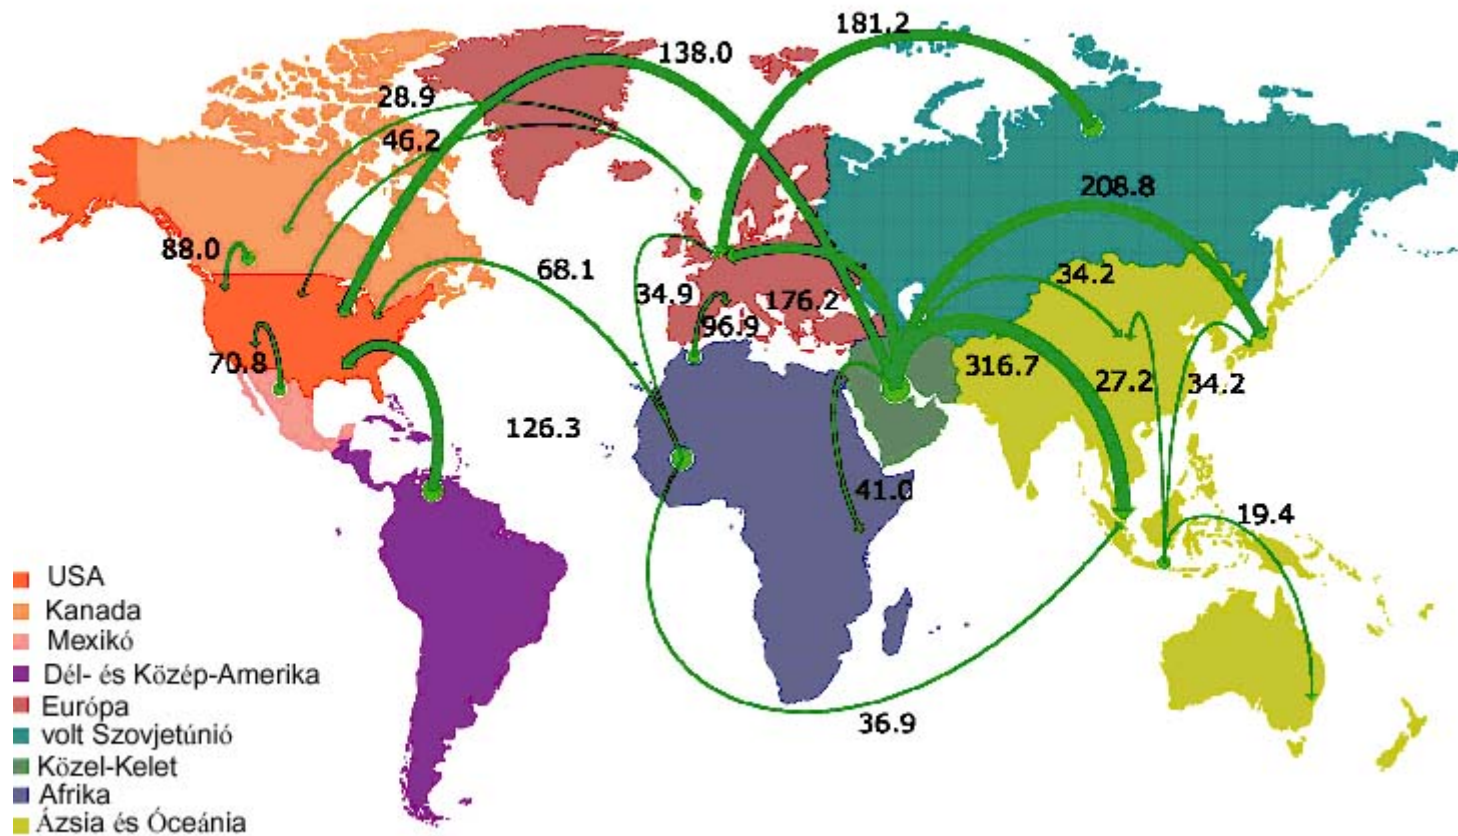 181.2
138.0
28.9
46.2
208.8
88.0
68.1
34.2
34.9
176.2
96.9
70.8
316.7
27.2
34.2
126.3
41.0
19.4
36.9
USA
Kanada
Mexikó
Dél- és Közép-Amerika
Európa
volt Szovjetúnió
Közel-Kelet
Afrika
Ázsia és Óceánia